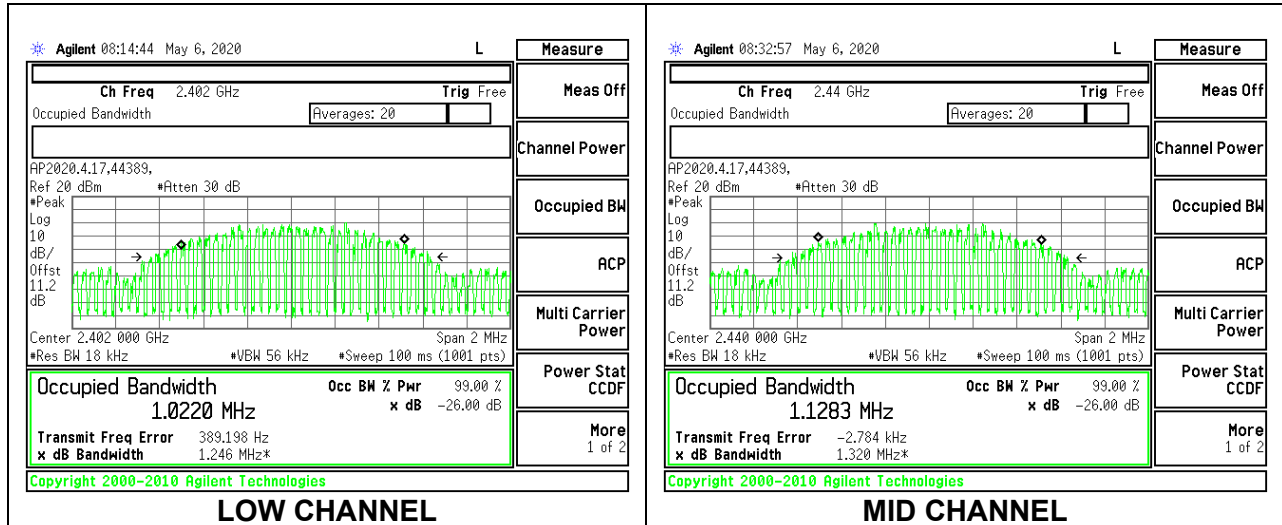 Agilent 08:14:44 May 6, 2020 L
Measure
Ch Freq 2.402 GHz Trig Free
Occupied Bandwidth Averages: 20
AP2020.4.17,44389,
Ref 20 dBm #Atten 30 dB
#Peak
Log
10
dB/
Offst
11.2
dB
Center 2.402 000 GHz Span 2 MHz
#Res BW 18 kHz #VBW 56 kHz #Sweep 100 ms (1001 pts)
Occupied Bandwidth Occ BW % Pwr 99.00 %
1.0220 MHz x dB -26.00 dB
Transmit Freq Error 389.198 Hz
x dB Bandwidth 1.246 MHz*
Meas Off
Channel Power
Occupied BW
ACP
Multi Carrier
Power
Power Stat
CCDF
More
1 of 2
Copyright 2000-2010 Agilent Technologies
LOW CHANNEL
Agilent 08:32:57 May 6, 2020 L
Measure
Ch Freq 2.44 GHz Trig Free
Occupied Bandwidth Averages: 20
AP2020.4.17,44389,
Ref 20 dBm #Atten 30 dB
#Peak
Log
10
dB/
Offst
11.2
dB
Center 2.440 000 GHz Span 2 MHz
#Res BW 18 kHz #VBW 56 kHz #Sweep 100 ms (1001 pts)
Occupied Bandwidth Occ BW % Pwr 99.00 %
1.1283 MHz x dB -26.00 dB
Transmit Freq Error -2.784 kHz
x dB Bandwidth 1.320 MHz*
Meas Off
Channel Power
Occupied BW
ACP
Multi Carrier
Power
Power Stat
CCDF
More
1 of 2
Copyright 2000-2010 Agilent Technologies
MID CHANNEL